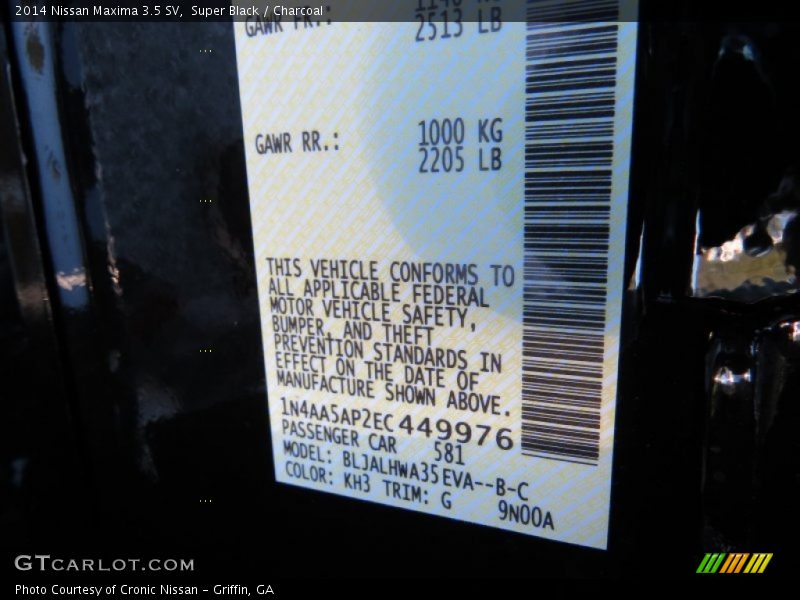 2014 Nissan Maxima 3.5 SV,  Super Black / Charcoal
GAWR FR.:
2513 LB
GAWR RR.: 1000 KG
2205 LB
THIS VEHICLE CONFORMS TO
ALL APPLICABLE FEDERAL
MOTOR VEHICLE SAFETY,
BUMPER, AND THEFT
PREVENTION STANDARDS IN
EFFECT ON THE DATE OF
MANUFACTURE SHOWN ABOVE.
1N4AA5AP2EC449976
PASSENGER CAR 581
MODEL: BLJALHWA35EVA--B-C
COLOR: KH3 TRIM: G 9N00A
GTCARLOT.COM
Photo Courtesy of Cronic Nissan – Griffin, GA